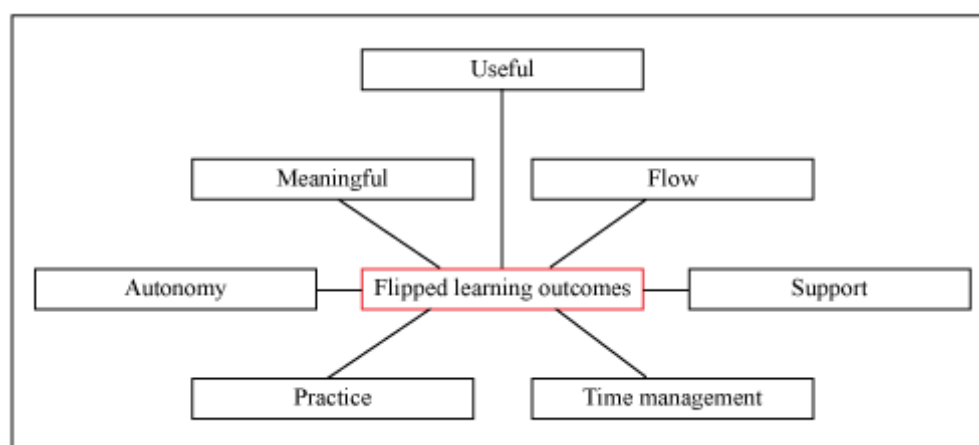 Useful
Meaningful
Flow
Autonomy
Flipped learning outcomes
Support
Practice
Time management